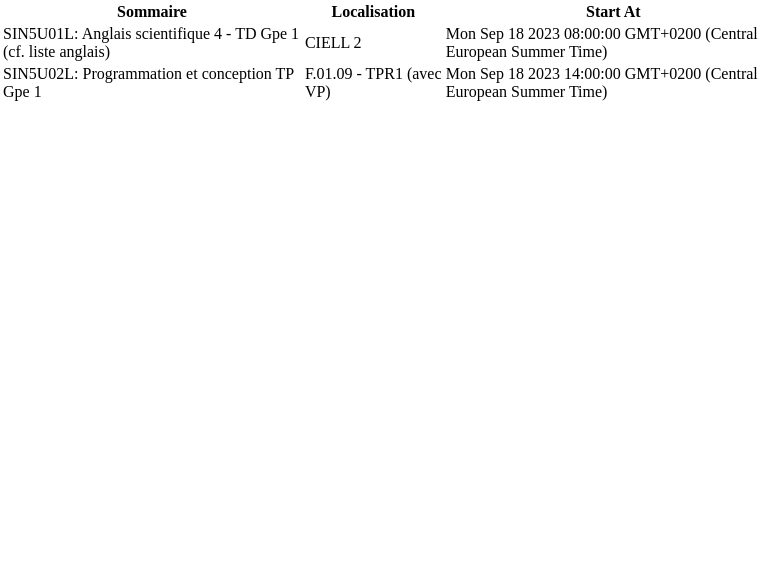 Sommaire Localisation Start At
SIN5U01L: Anglais scientifique 4 - TD Gpe 1
(cf. liste anglais)
CIELL 2
Mon Sep 18 2023 08:00:00 GMT+0200 (Central
European Summer Time)
SIN5U02L: Programmation et conception TP
Gpe 1
F.01.09 - TPR1 (avec
VP)
Mon Sep 18 2023 14:00:00 GMT+0200 (Central
European Summer Time)